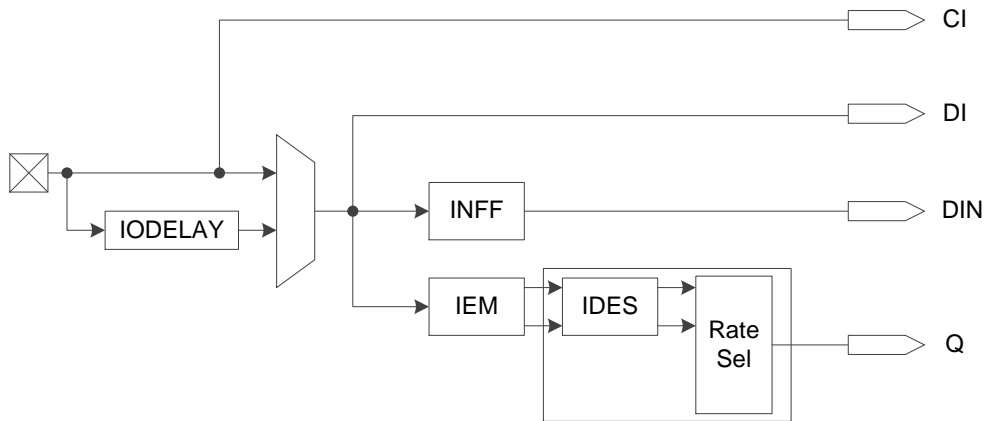 CI
DI
IODELAY
INFF
DIN
IEM
IDES
Rate
Sel
Q